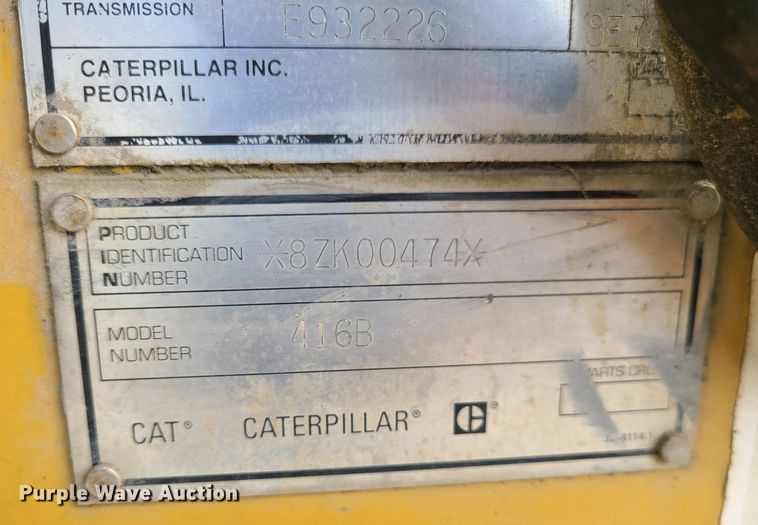 TRANSMISSION E932226
CATERPILLAR INC.
PEORIA, IL.
PRODUCT
IDENTIFICATION *8ZK00474*
NUMBER
MODEL 416B
NUMBER
PARTS ORD
CAT® CATERPILLAR® C®
Purple Wave Auction